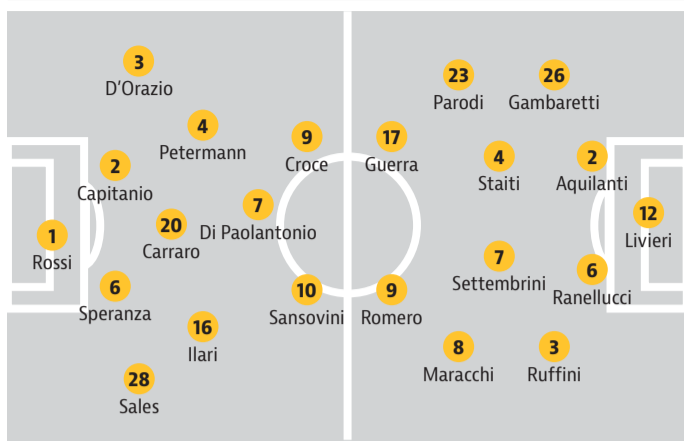 3
D'Orazio
4
Petermann
9
Croce
2
Capitanio
7
Di Paolantonio
20
Carraro
1
Rossi
6
Speranza
10
Sansovini
16
Ilari
28
Sales
23
Parodi
26
Gambaretti
17
Guerra
4
Staiti
2
Aquilanti
12
Livieri
7
Settembrini
6
Ranellucci
9
Romero
8
Maracchi
3
Ruffini